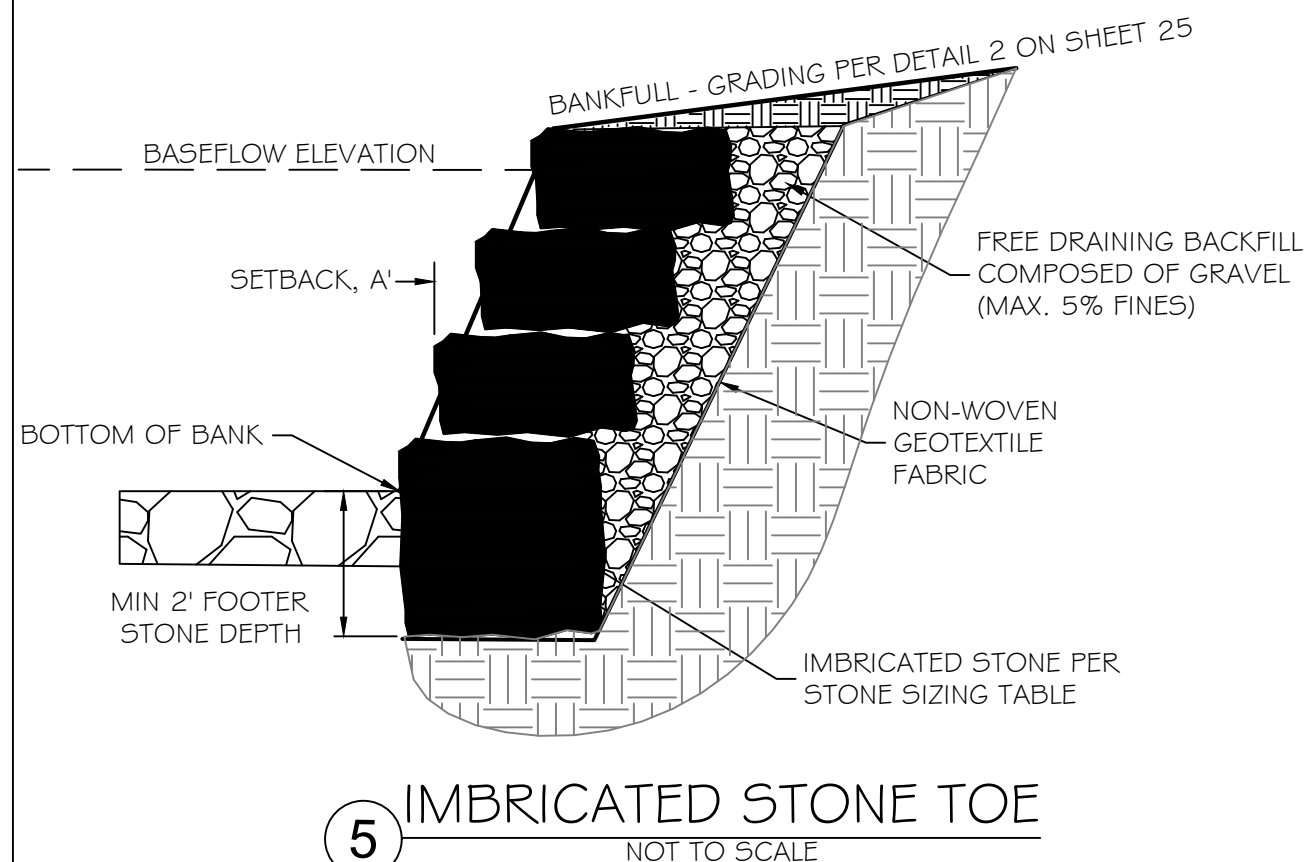 BANKFULL - GRADING PER DETAIL 2 ON SHEET 25
BASEFLOW ELEVATION
SETBACK, A'
FREE DRAINING BACKFILL
COMPOSED OF GRAVEL
(MAX. 5% FINES)
NON-WOVEN
GEOTEXTILE
FABRIC
BOTTOM OF BANK
MIN 2' FOOTER
STONE DEPTH
IMBRICATED STONE PER
STONE SIZING TABLE
5 IMBRICATED STONE TOE
NOT TO SCALE